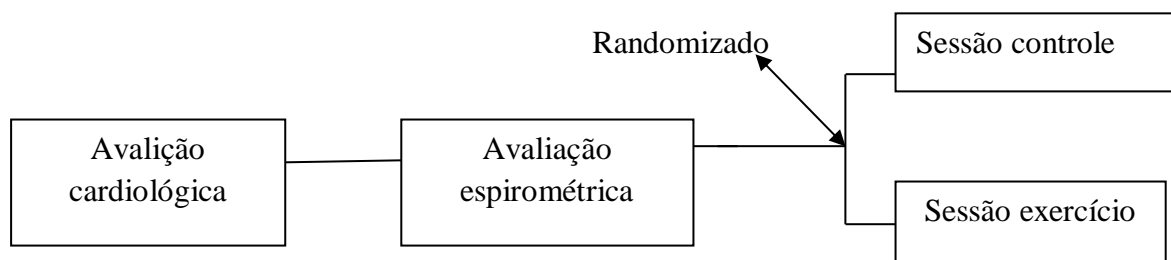 Randomizado
Sessão controle
Avalição
cardiológica
Avaliação
espirométrica
Sessão exercício